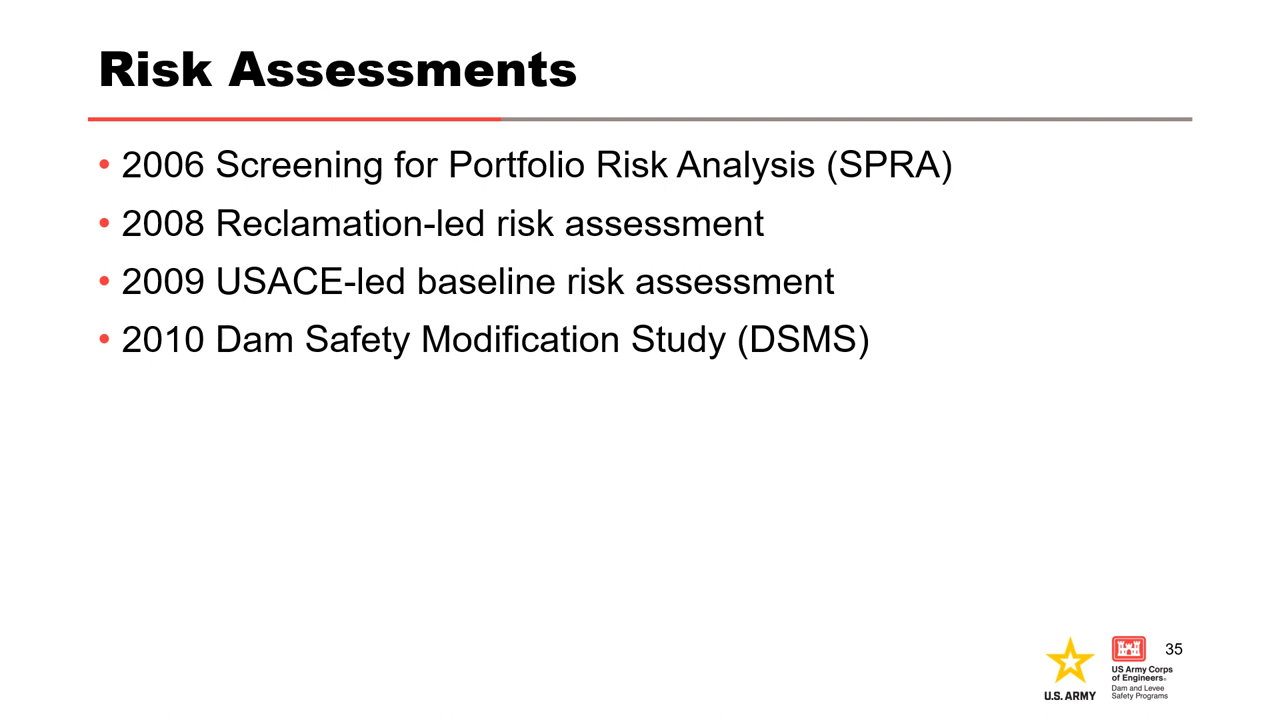 Risk Assessments
• 2006 Screening for Portfolio Risk Analysis (SPRA)
• 2008 Reclamation-led risk assessment
• 2009 USACE-led baseline risk assessment
• 2010 Dam Safety Modification Study (DSMS)
35
U.S. ARMY
US Army Corps
of Engineers®
Dam and Levee
Safety Programs